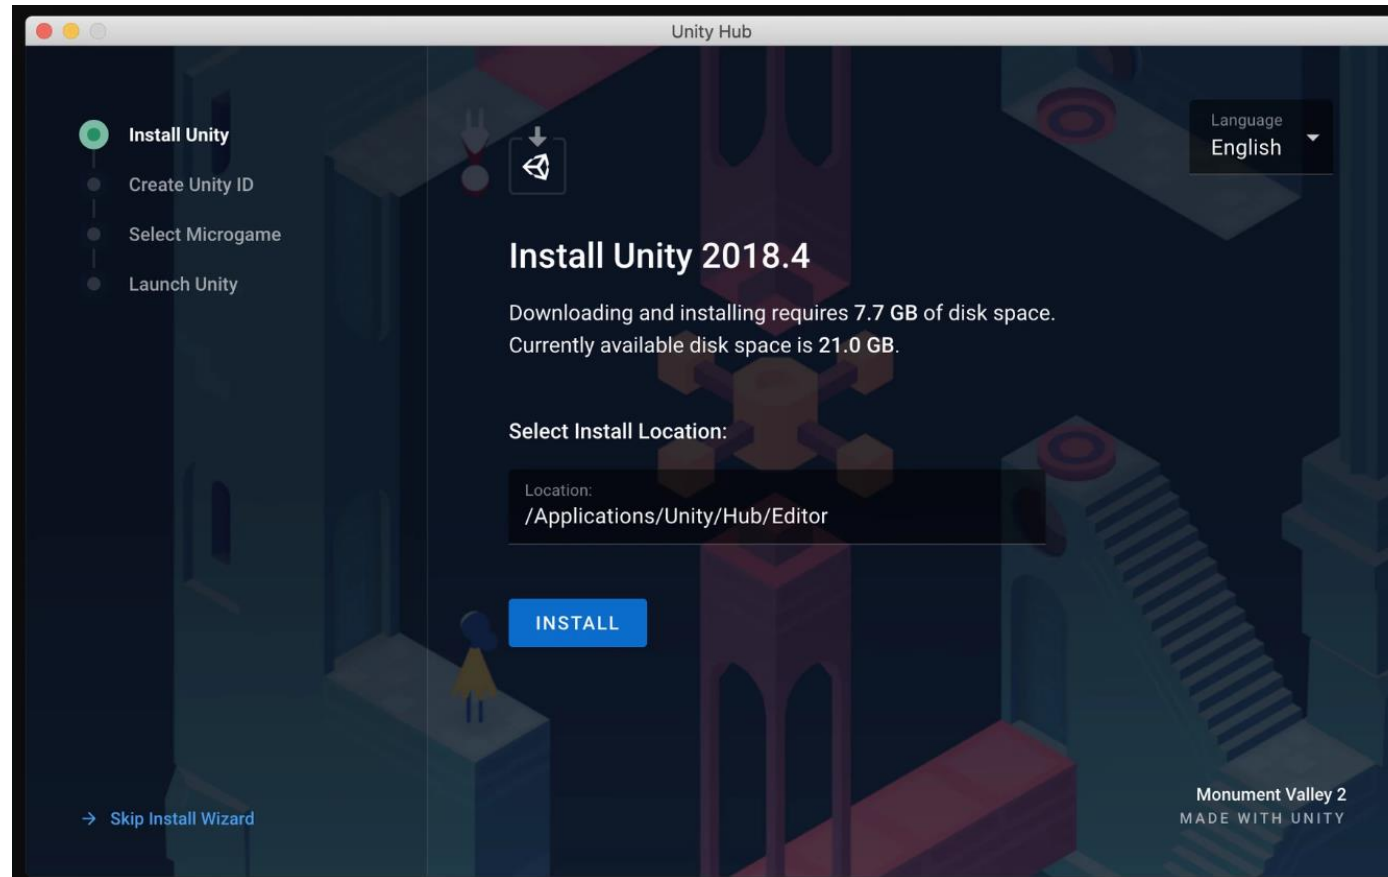 Unity Hub
Install Unity
Create Unity ID
Select Microgame
Launch Unity
Skip Install Wizard
Language
English
Install Unity 2018.4
Downloading and installing requires 7.7 GB of disk space.
Currently available disk space is 21.0 GB.
Select Install Location:
Location:
/Applications/Unity/Hub/Editor
INSTALL
Monument Valley 2
MADE WITH UNITY